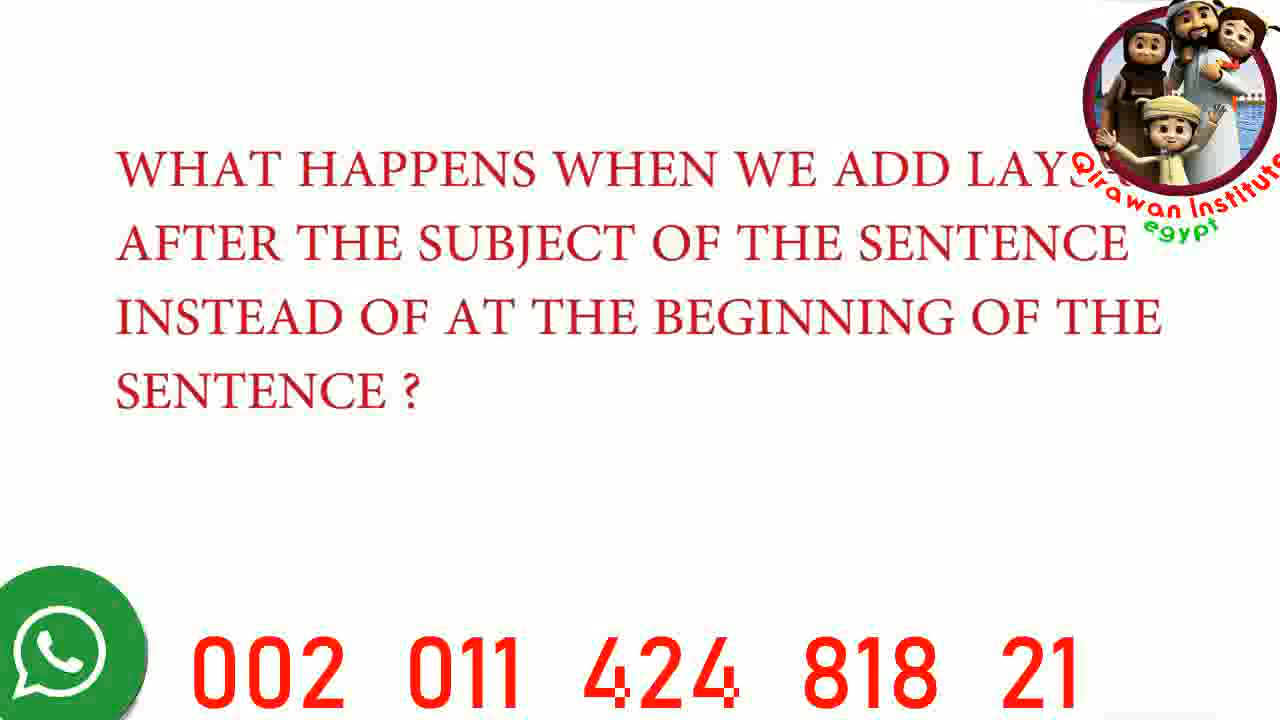 WHAT HAPPENS WHEN WE ADD
AFTER THE SUBJECT OF THE SENTENCE
INSTEAD OF AT THE BEGINNING OF THE
SENTENCE ?
Qirawan Institute
egypt
002 011 424 818 21